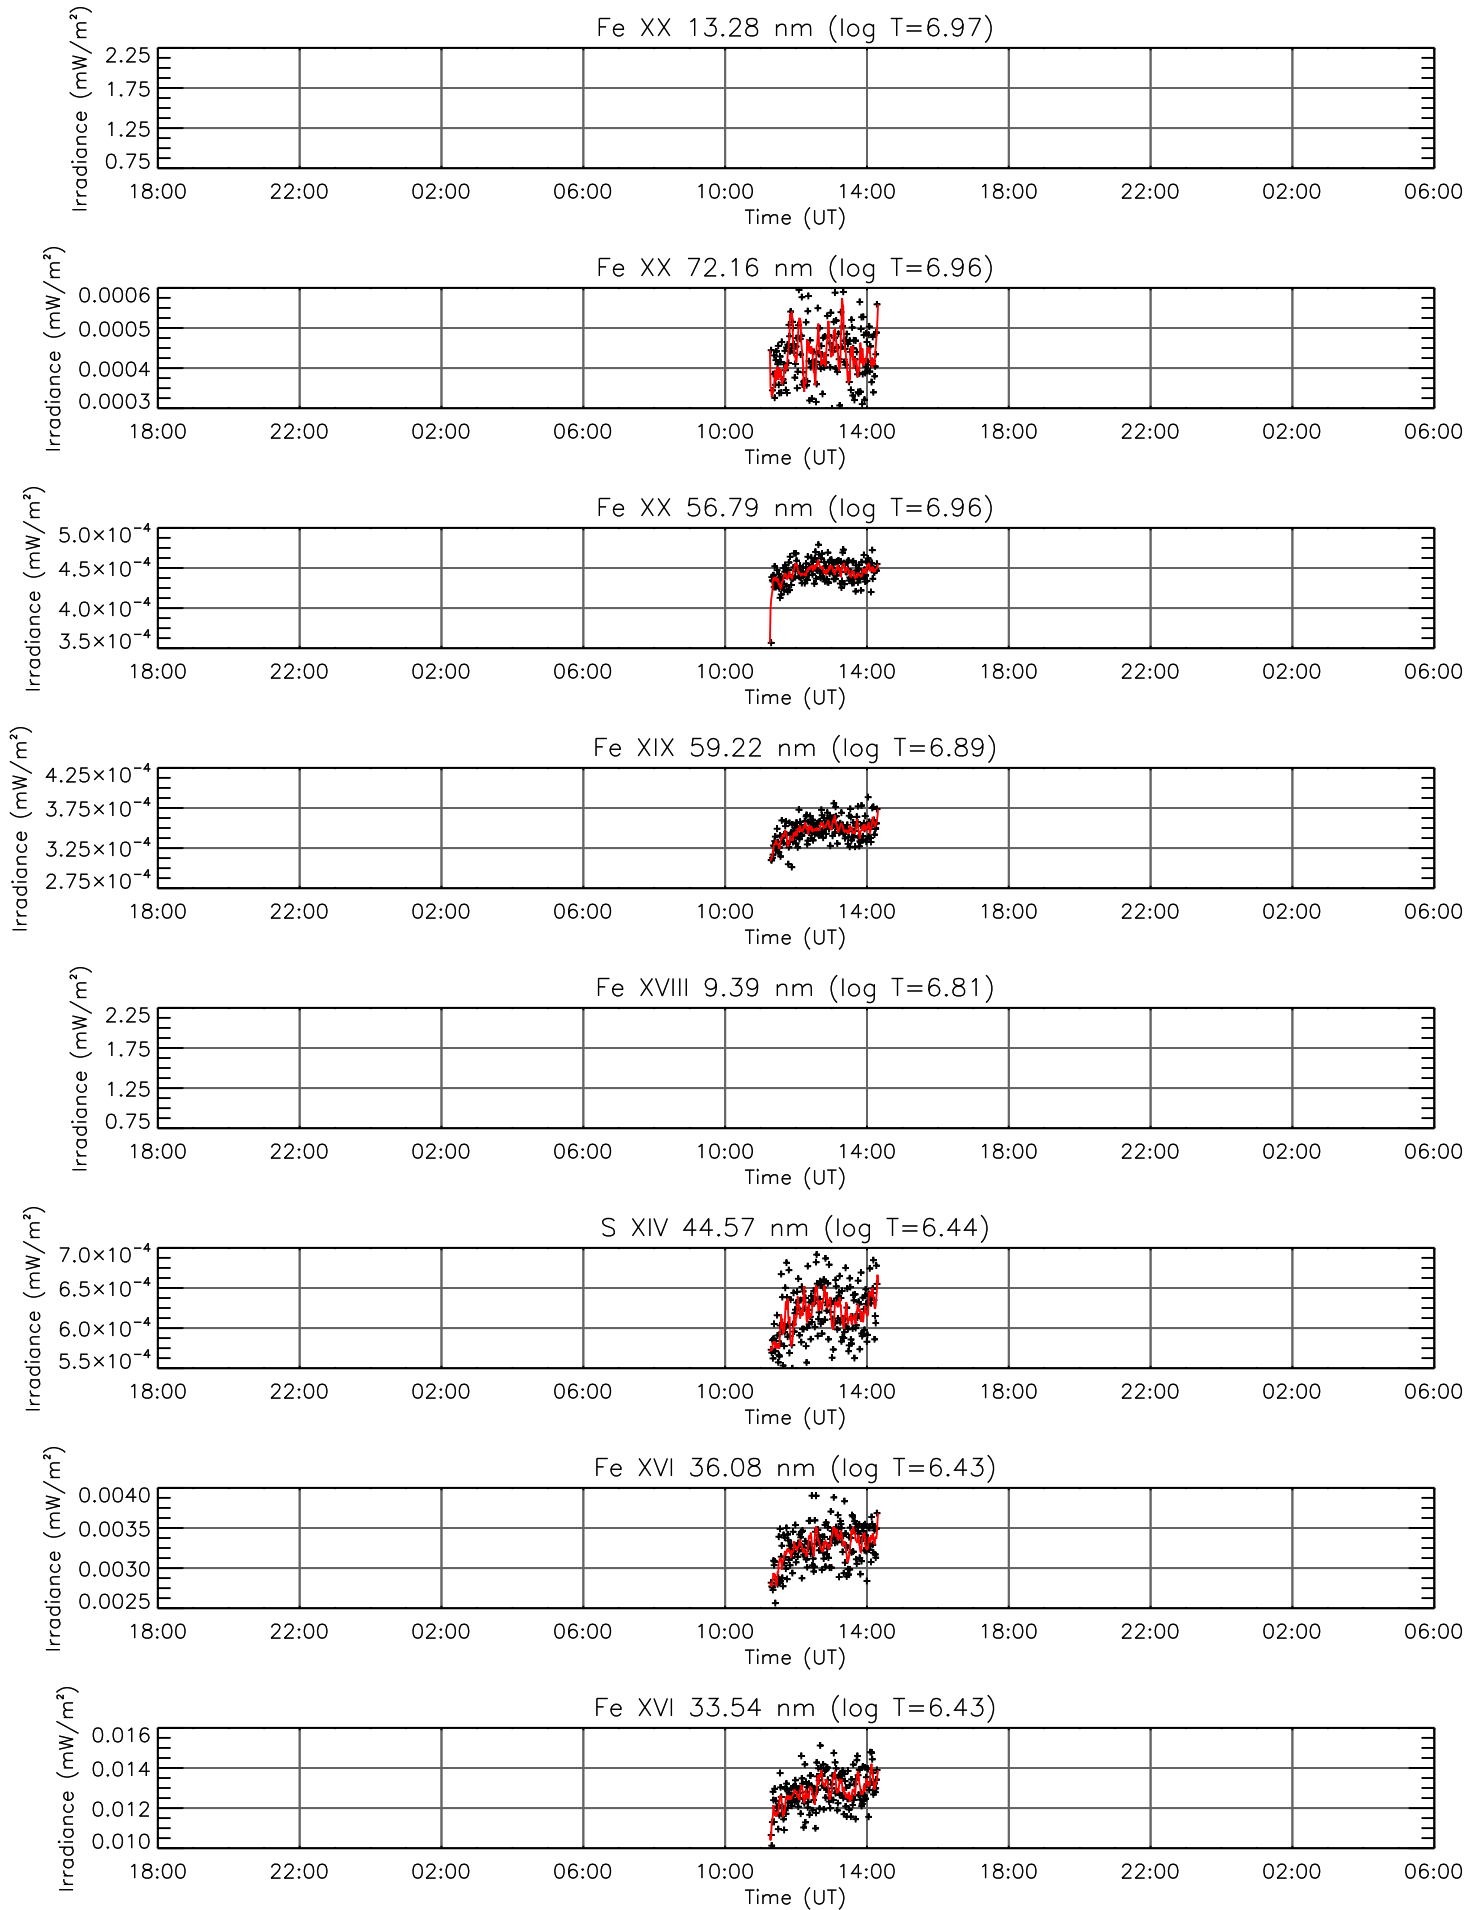 Fe XX 13.28 nm (log T=6.97)
Irradiance (mW/m²)
2.25
1.75
1.25
0.75
18:00 22:00 02:00 06:00 10:00 14:00 18:00 22:00 02:00 06:00
Time (UT)
Fe XX 72.16 nm (log T=6.96)
Irradiance (mW/m²)
0.0006
0.0005
0.0004
0.0003
18:00 22:00 02:00 06:00 10:00 14:00 18:00 22:00 02:00 06:00
Time (UT)
Fe XX 56.79 nm (log T=6.96)
Irradiance (mW/m²)
5.0×10⁻⁴
4.5×10⁻⁴
4.0×10⁻⁴
3.5×10⁻⁴
18:00 22:00 02:00 06:00 10:00 14:00 18:00 22:00 02:00 06:00
Time (UT)
Fe XIX 59.22 nm (log T=6.89)
Irradiance (mW/m²)
4.25×10⁻⁴
3.75×10⁻⁴
3.25×10⁻⁴
2.75×10⁻⁴
18:00 22:00 02:00 06:00 10:00 14:00 18:00 22:00 02:00 06:00
Time (UT)
Fe XVIII 9.39 nm (log T=6.81)
Irradiance (mW/m²)
2.25
1.75
1.25
0.75
18:00 22:00 02:00 06:00 10:00 14:00 18:00 22:00 02:00 06:00
Time (UT)
S XIV 44.57 nm (log T=6.44)
Irradiance (mW/m²)
7.0×10⁻⁴
6.5×10⁻⁴
6.0×10⁻⁴
5.5×10⁻⁴
18:00 22:00 02:00 06:00 10:00 14:00 18:00 22:00 02:00 06:00
Time (UT)
Fe XVI 36.08 nm (log T=6.43)
Irradiance (mW/m²)
0.0040
0.0035
0.0030
0.0025
18:00 22:00 02:00 06:00 10:00 14:00 18:00 22:00 02:00 06:00
Time (UT)
Fe XVI 33.54 nm (log T=6.43)
Irradiance (mW/m²)
0.016
0.014
0.012
0.010
18:00 22:00 02:00 06:00 10:00 14:00 18:00 22:00 02:00 06:00
Time (UT)